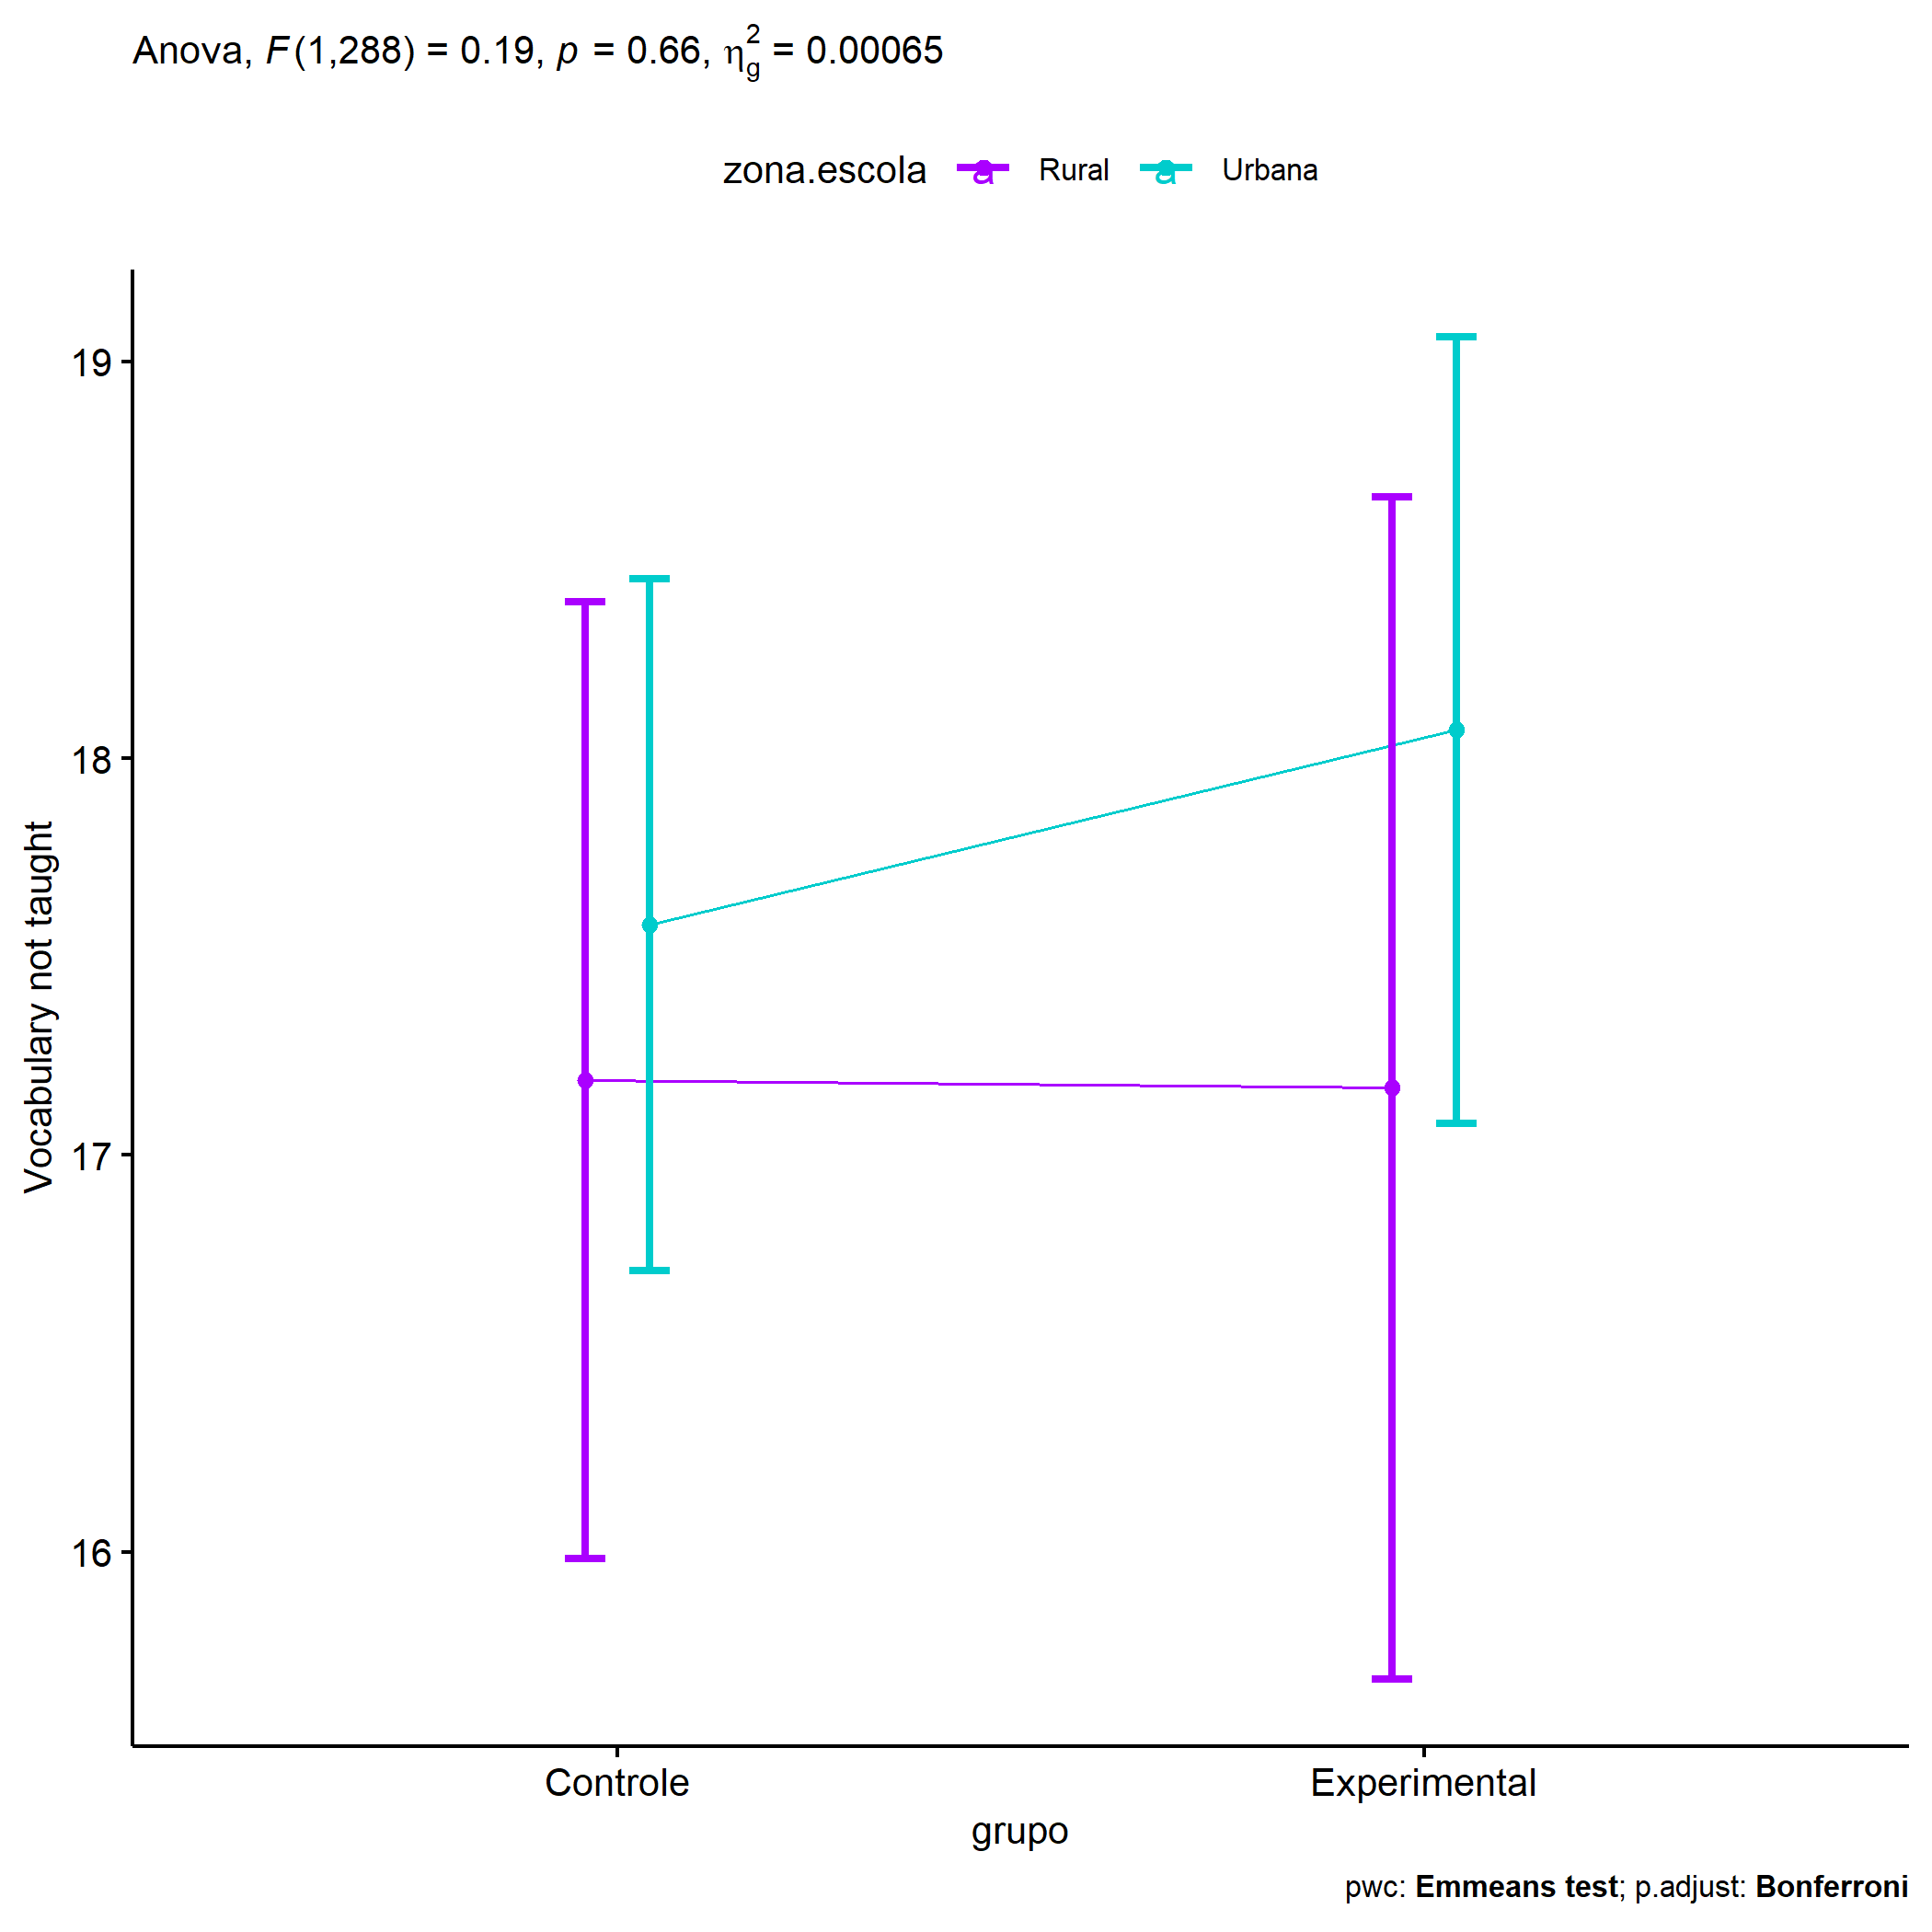 Anova, F(1,288) = 0.19, p = 0.66, η²g = 0.00065
zona.escola a Rural a Urbana
19
18
17
16
Vocabulary not taught
Controle Experimental
grupo
pwc: Emmeans test; p.adjust: Bonferroni